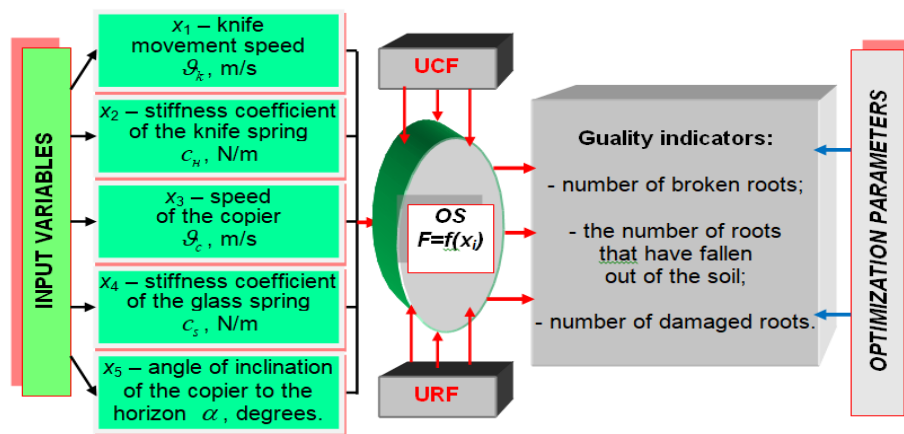 INPUT VARIABLES
x1 – knife
movement speed
𝜗k, m/s
x2 – stiffness coefficient
of the knife spring
cн, N/m
x3 – speed
of the copier
𝜗c, m/s
x4 – stiffness coefficient
of the glass spring
cs, N/m
x5 – angle of inclination
of the copier to the
horizon α, degrees.
UCF
OS
F=f(xi)
URF
Guality indicators:
- number of broken roots;
- the number of roots
that have fallen
out of the soil;
- number of damaged roots.
OPTIMIZATION PARAMETERS